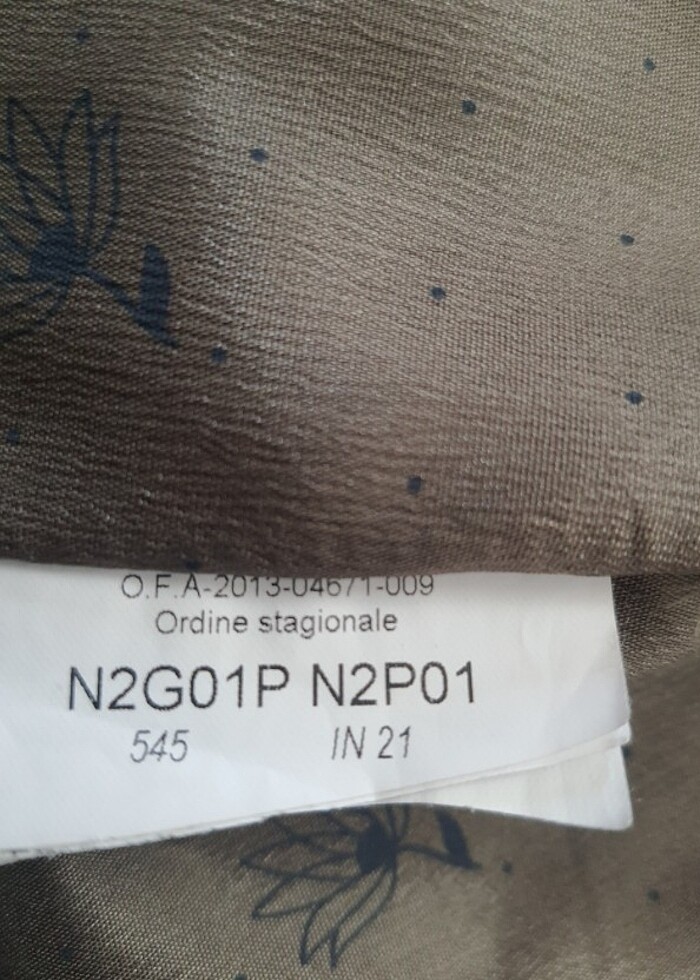 O.F.A-2013-04671-009
Ordine stagionale
N2G01P N2P01
545 IN 21